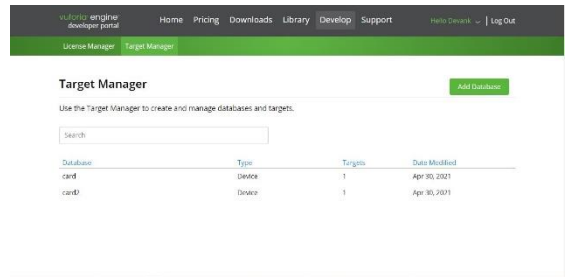 vuforia engine
developer portal
Home Pricing Downloads Library Develop Support Hello Devank Log Out
License Manager Target Manager
Target Manager
Add Database
Use the Target Manager to create and manage databases and targets.
Search
Database Type Targets Date Modified
card Device 1 Apr 30, 2021
card2 Device 1 Apr 30, 2021